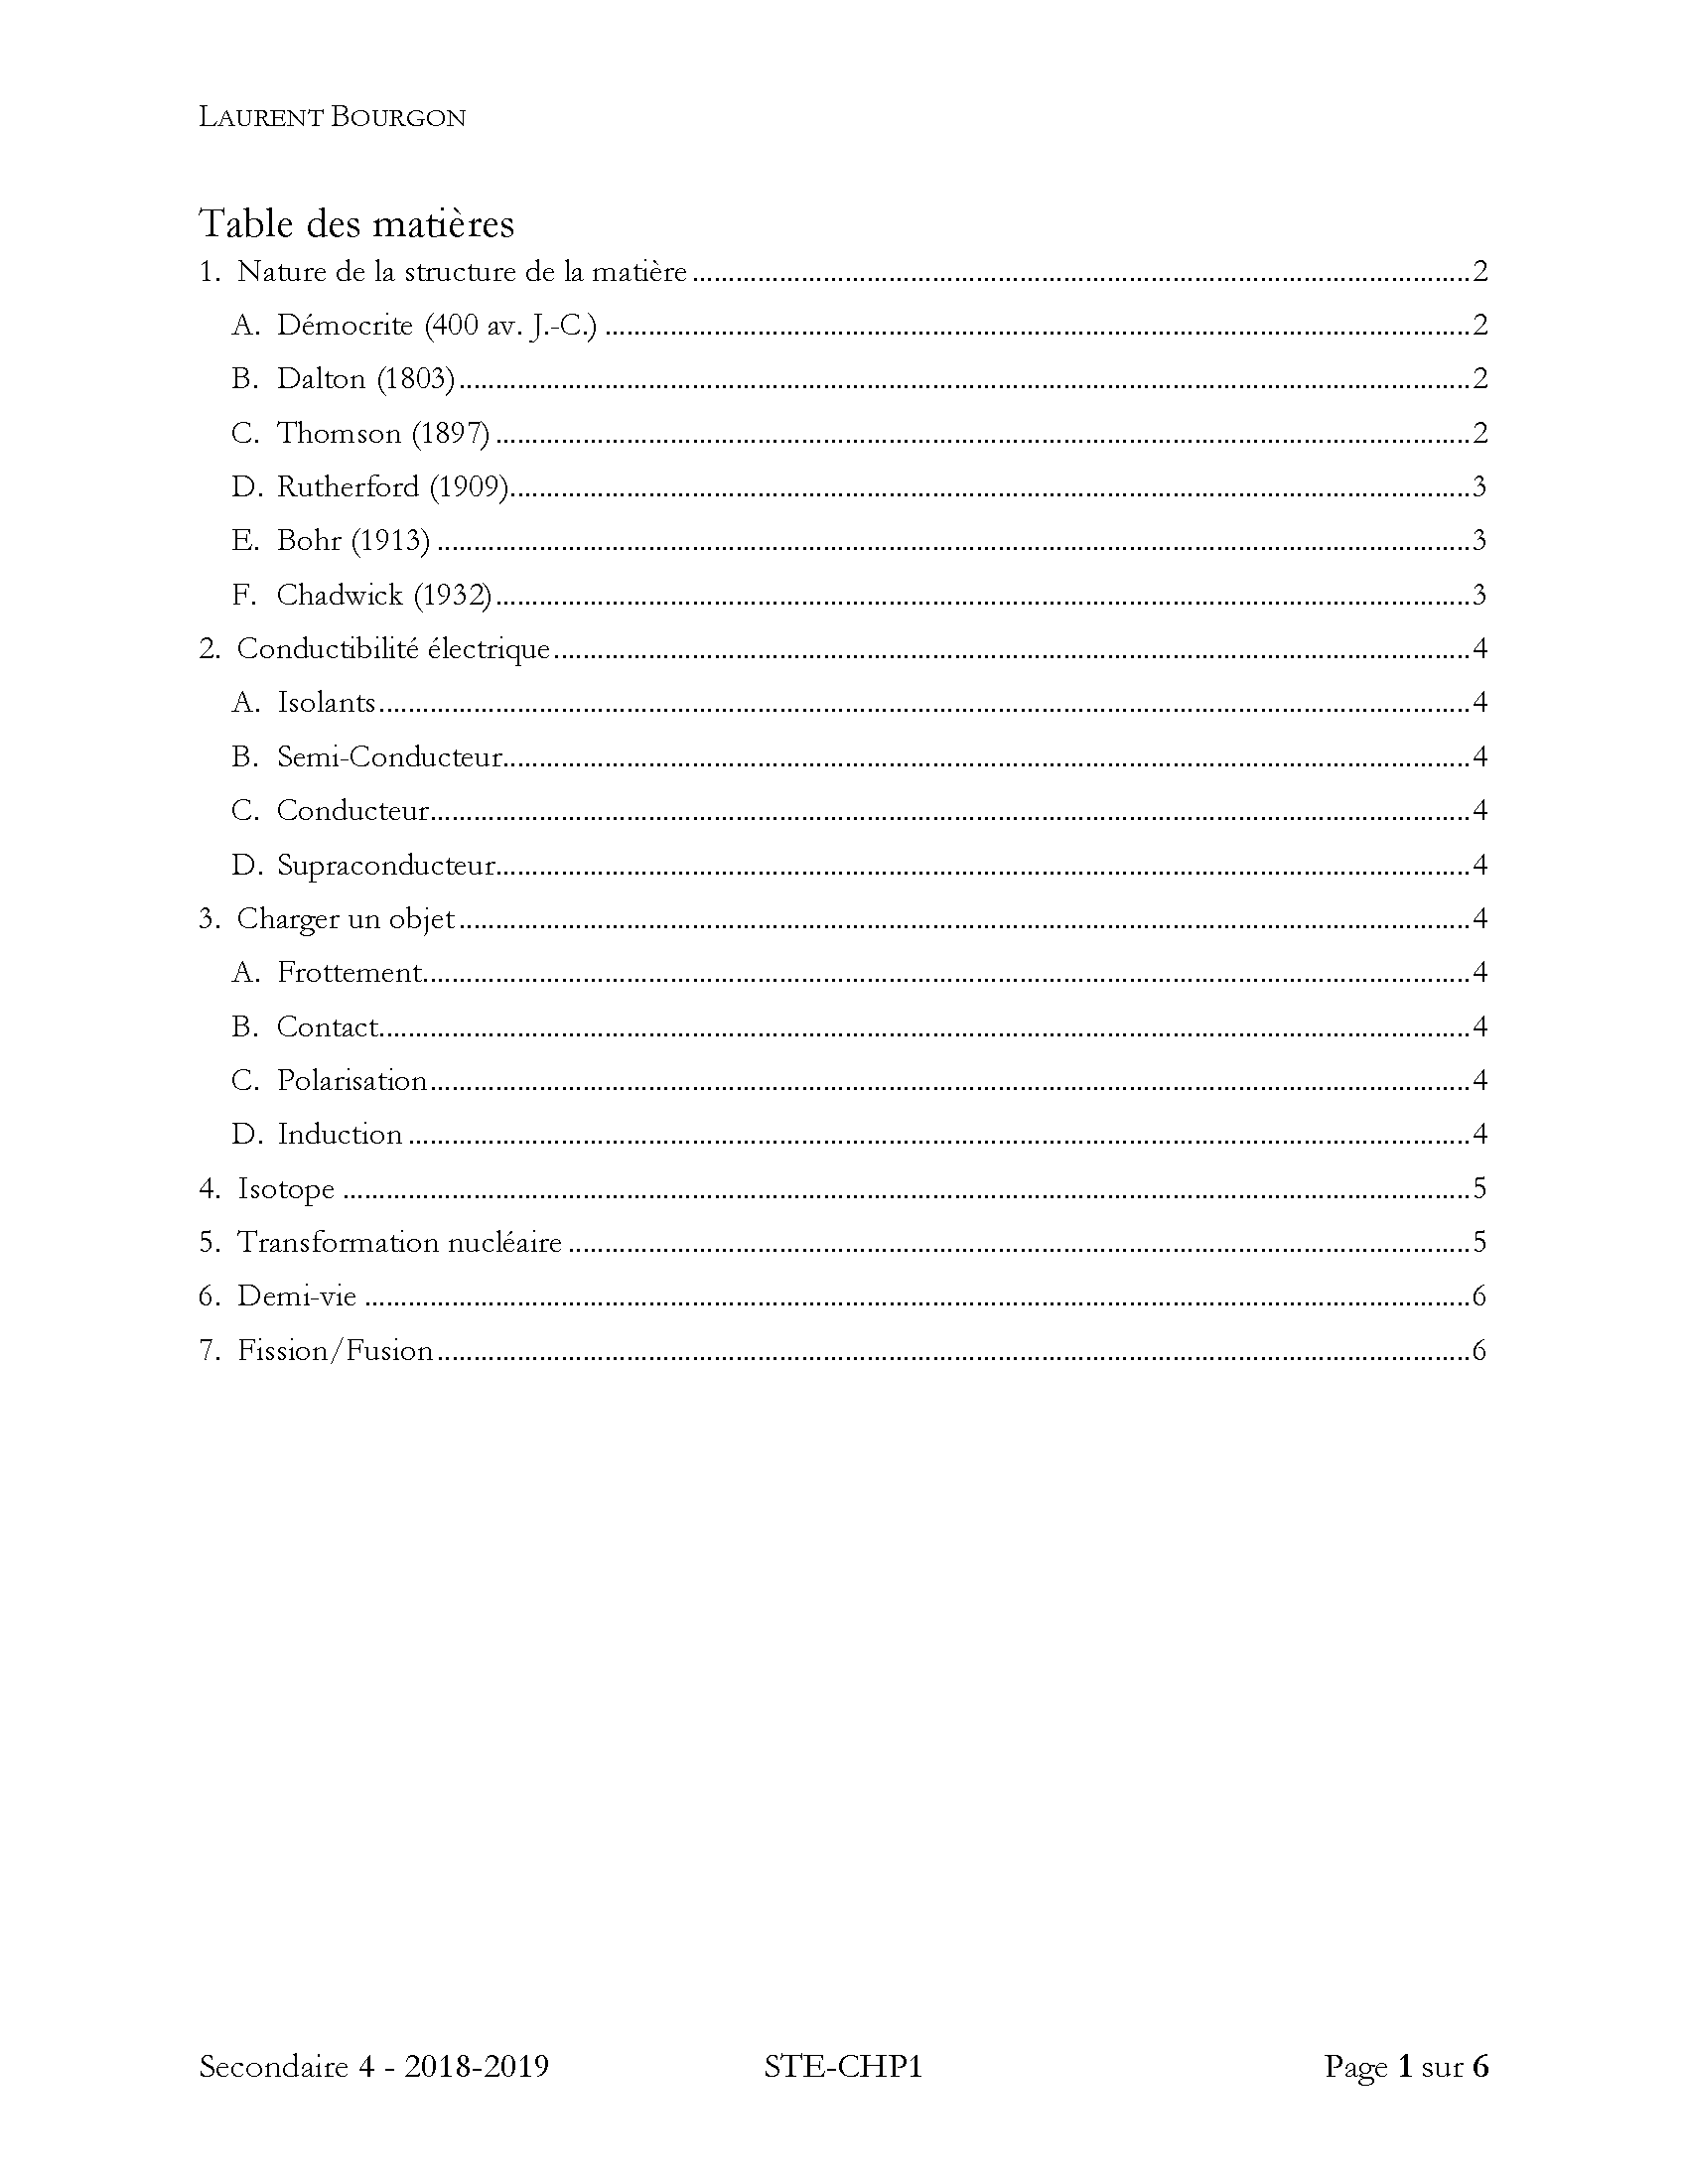 LAURENT BOURGON
Table des matières
1. Nature de la structure de la matière ........ 2
A. Démocrite (400 av. J.-C.) ........ 2
B. Dalton (1803) ........ 2
C. Thomson (1897) ........ 2
D. Rutherford (1909) ........ 3
E. Bohr (1913) ........ 3
F. Chadwick (1932) ........ 3
2. Conductibilité électrique ........ 4
A. Isolants ........ 4
B. Semi-Conducteur ........ 4
C. Conducteur ........ 4
D. Supraconducteur ........ 4
3. Charger un objet ........ 4
A. Frottement ........ 4
B. Contact ........ 4
C. Polarisation ........ 4
D. Induction ........ 4
4. Isotope ........ 5
5. Transformation nucléaire ........ 5
6. Demi-vie ........ 6
7. Fission/Fusion ........ 6
Secondaire 4 - 2018-2019 STE-CHP1 Page 1 sur 6